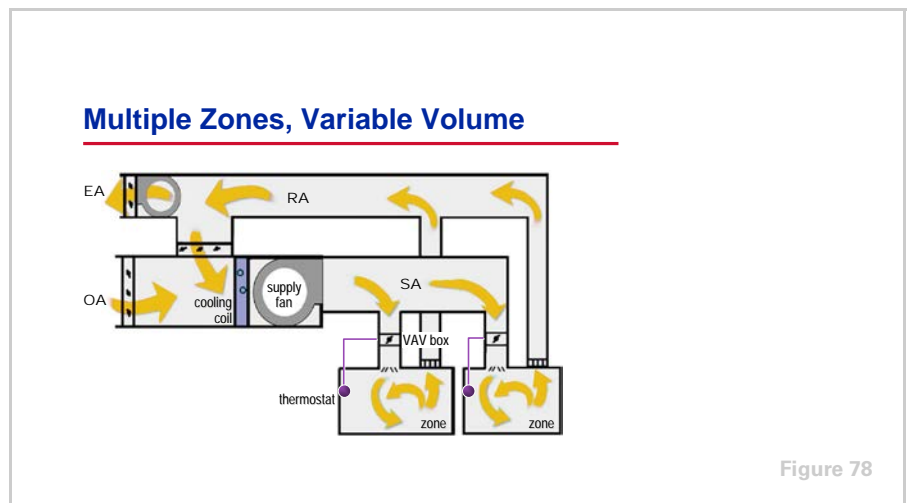 Multiple Zones, Variable Volume
EA
RA
OA
cooling
coil
supply
fan
SA
VAV box
thermostat
zone
zone
Figure 78